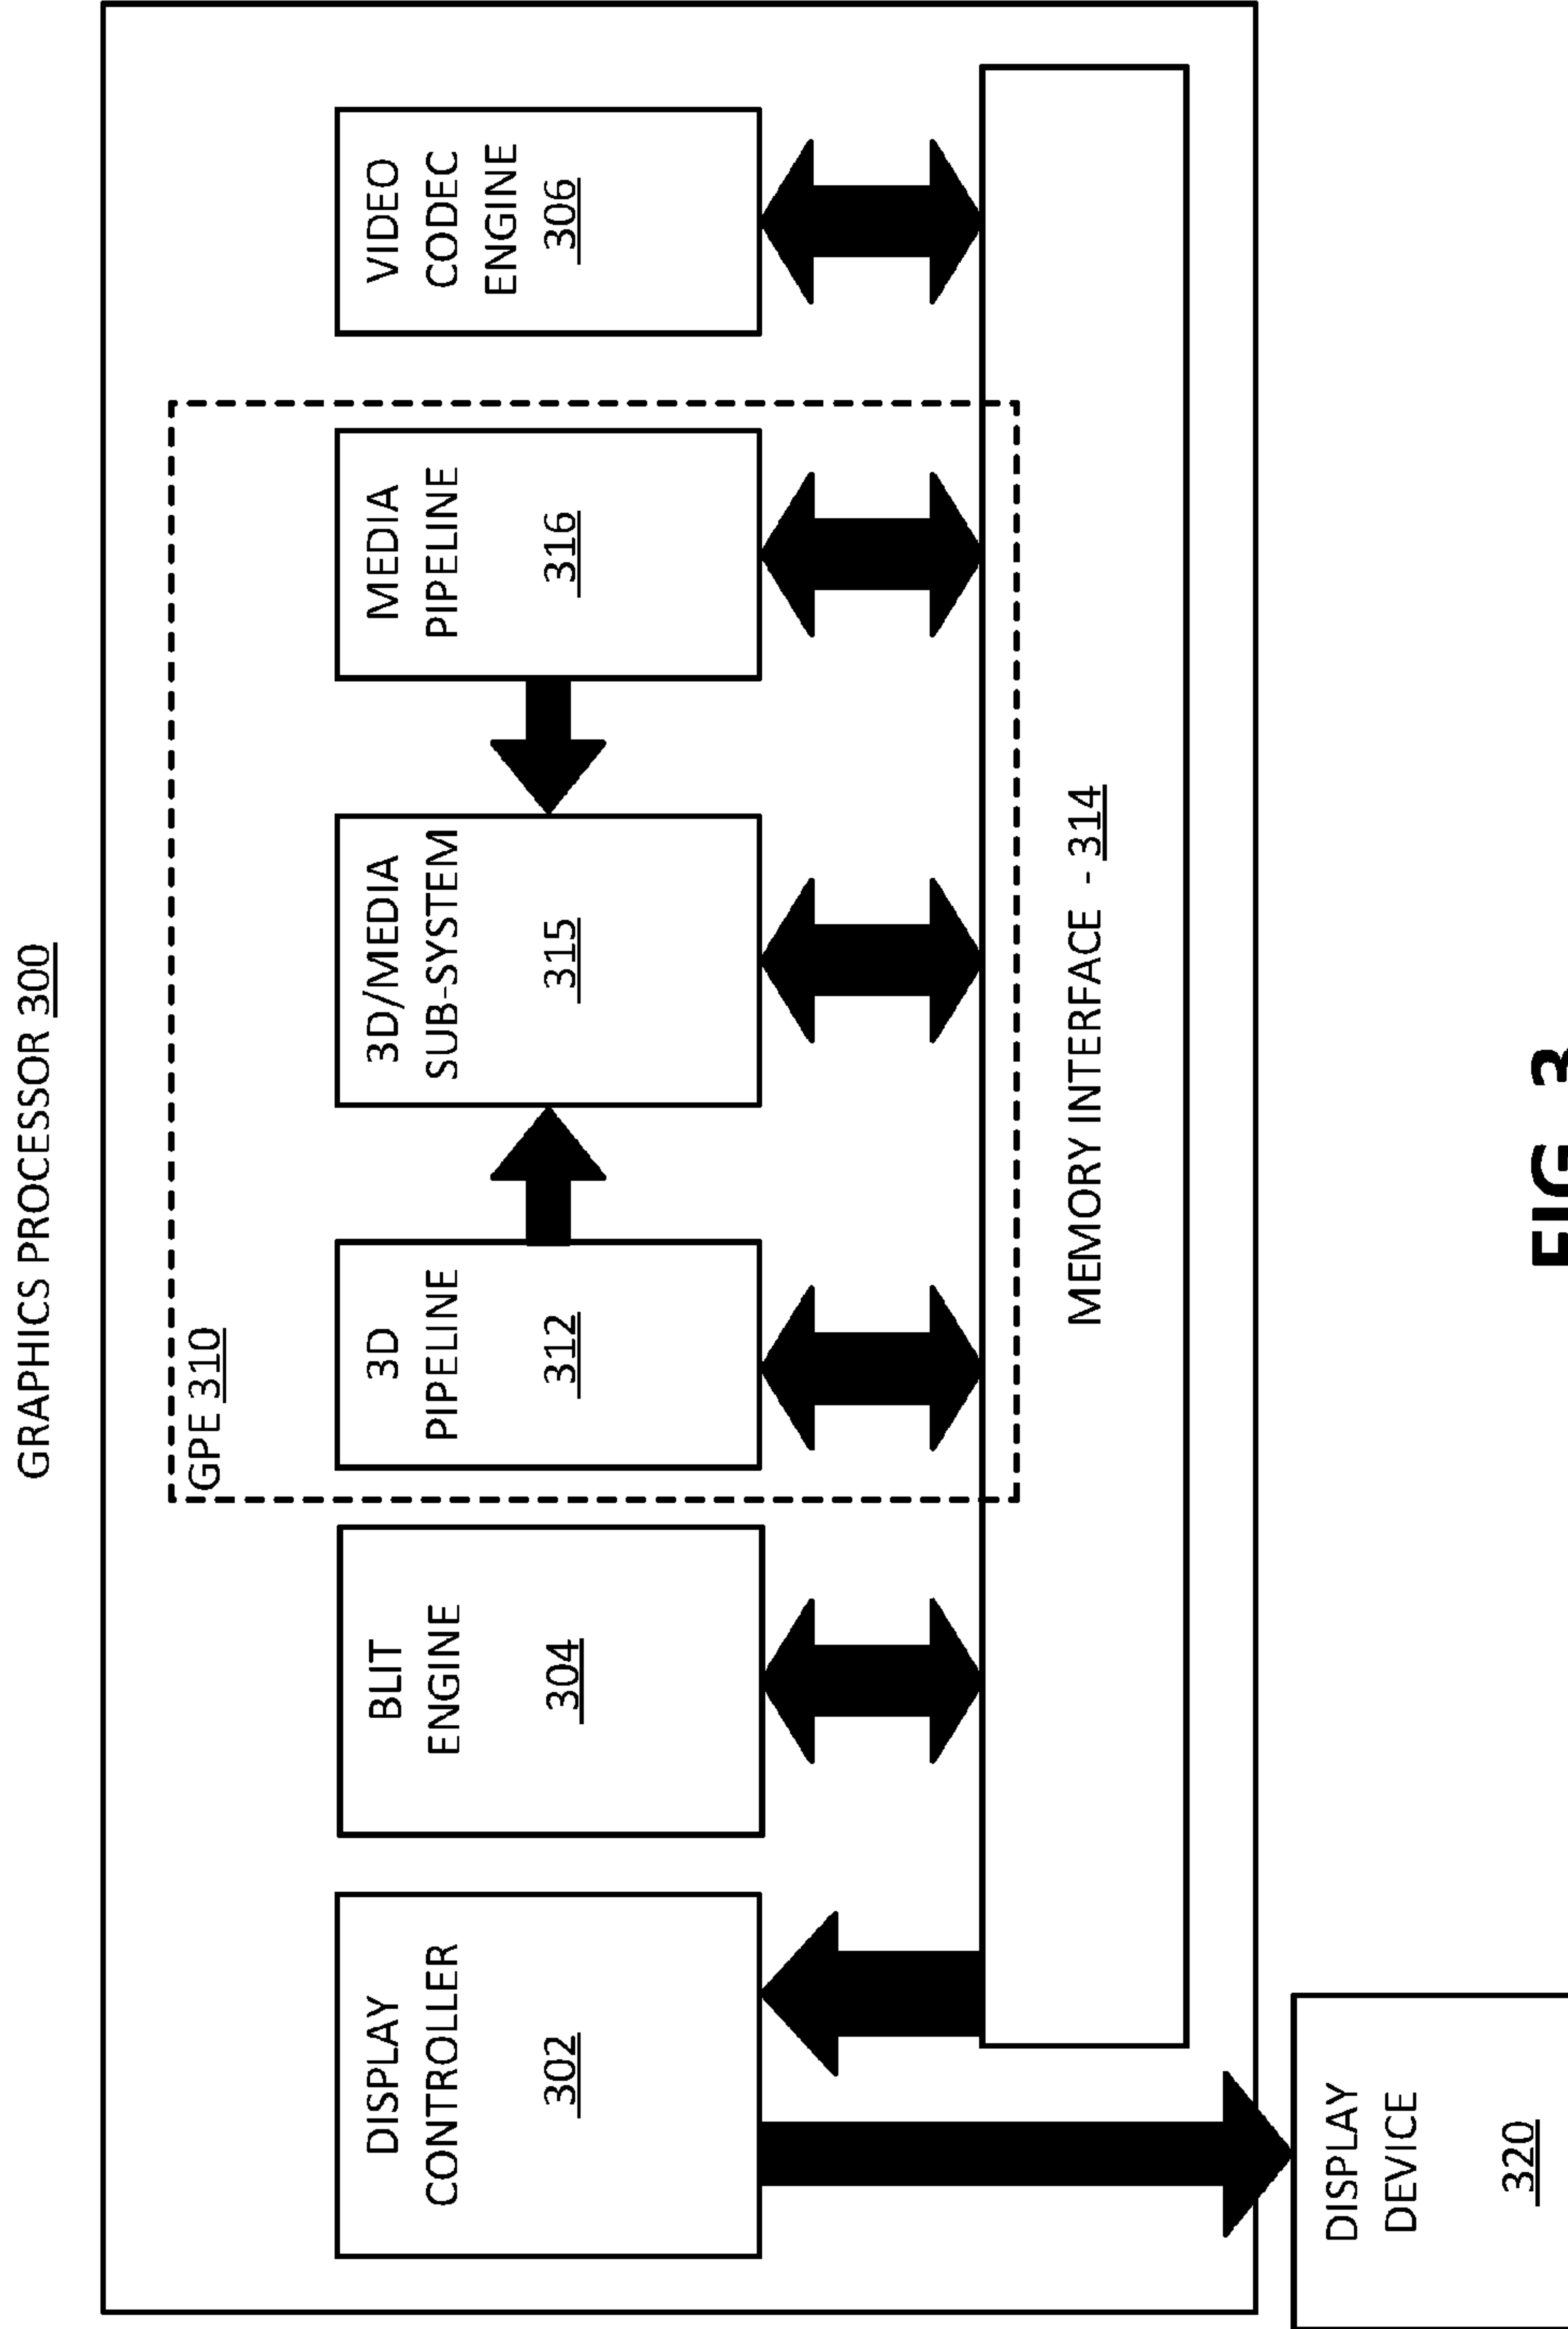 GRAPHICS PROCESSOR 300
GPE 310
DISPLAY
CONTROLLER
302
BLIT
ENGINE
304
3D
PIPELINE
312
3D/MEDIA
SUB-SYSTEM
315
MEDIA
PIPELINE
316
VIDEO
CODEC
ENGINE
306
MEMORY INTERFACE - 314
DISPLAY
DEVICE
320
FIG. 3